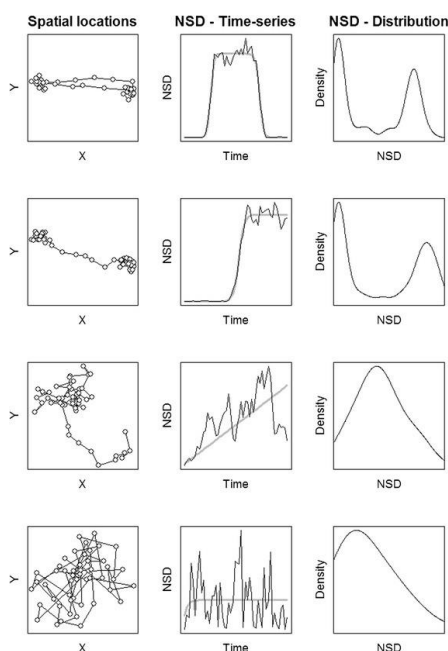 Spatial locations NSD - Time-series NSD - Distribution
Y NSD Density
X Time NSD
Y NSD Density
X Time NSD
Y NSD Density
X Time NSD
Y NSD Density
X Time NSD